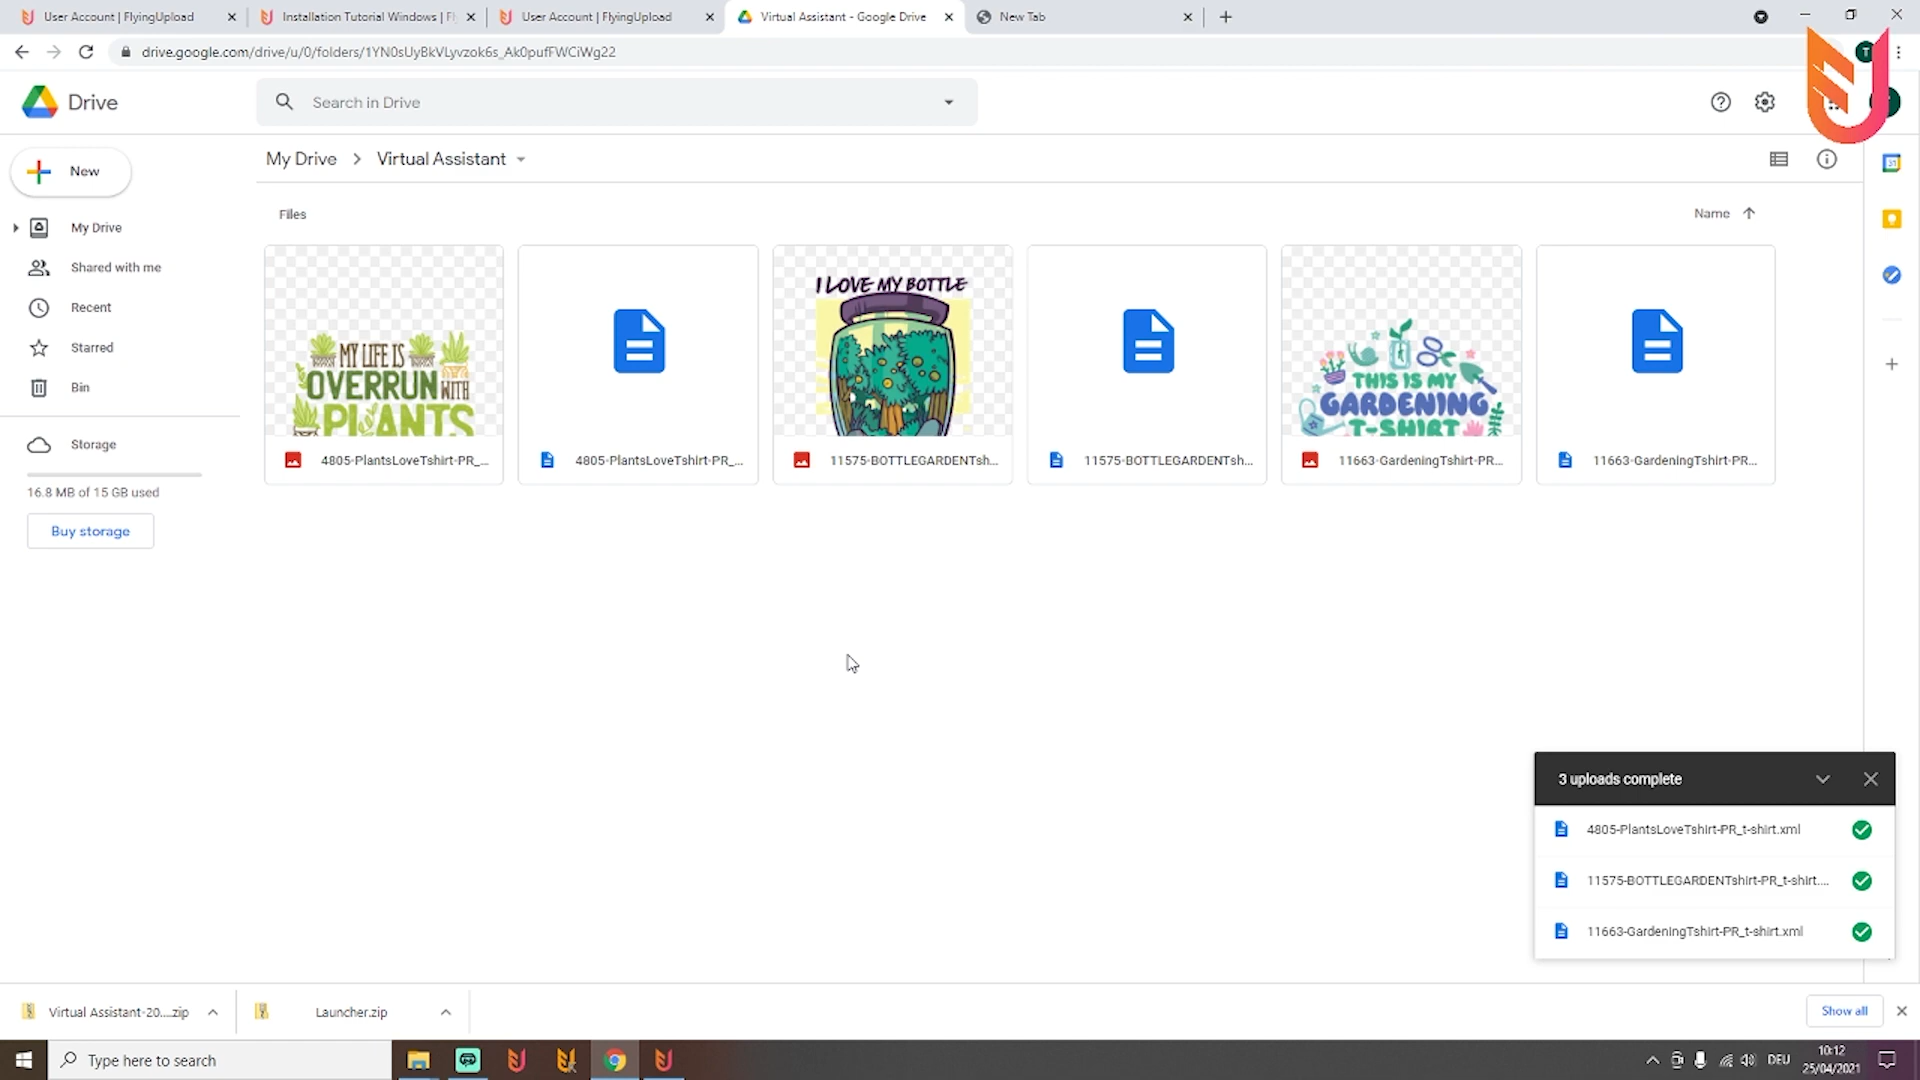 User Account | FlyingUpload
Installation Tutorial Windows | Fl
User Account | FlyingUpload
Virtual Assistant - Google Drive
New Tab
drive.google.com/drive/u/0/folders/1YN0sUyBkVLyvzok6s_Ak0pufFWCiWg22
Drive
Search in Drive
My Drive
Virtual Assistant
New
Files
Name
My Drive
Shared with me
Recent
Starred
Bin
Storage
16.8 MB of 15 GB used
Buy storage
MY LIFE IS
OVERRUN WITH
PLANTS
I LOVE MY BOTTLE
THIS IS MY
GARDENING
T-SHIRT
4805-PlantsLoveTshirt-PR_...
4805-PlantsLoveTshirt-PR_...
11575-BOTTLEGARDENTsh...
11575-BOTTLEGARDENTsh...
11663-GardeningTshirt-PR...
11663-GardeningTshirt-PR...
31
3 uploads complete
4805-PlantsLoveTshirt-PR_t-shirt.xml
11575-BOTTLEGARDENTshirt-PR_t-shirt....
11663-GardeningTshirt-PR_t-shirt.xml
Virtual Assistant-20....zip
Launcher.zip
Show all
Type here to search
DEU
10:12
25/04/2021